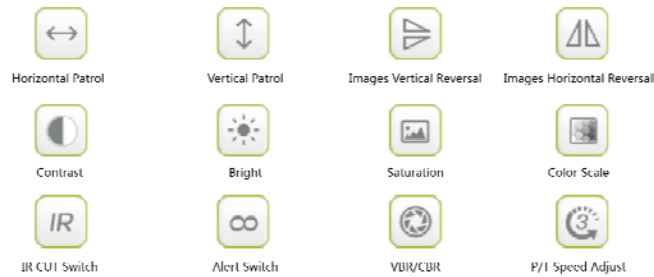 Horizontal Patrol Vertical Patrol Images Vertical Reversal Images Horizontal Reversal
Contrast Bright Saturation Color Scale
IR
3
IR CUT Switch Alert Switch VBR/CBR P/T Speed Adjust